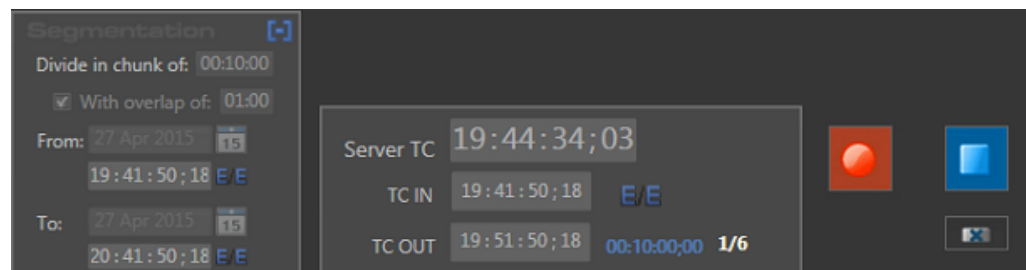 Segmentation [-]
Divide in chunk of: 00:10:00
With overlap of: 01:00
From: 27 Apr 2015 15
19:41:50;18 E/E
To: 27 Apr 2015 15
20:41:50;18 E/E
Server TC 19:44:34;03
TC IN 19:41:50;18 E/E
TC OUT 19:51:50;18 00:10:00;00 1/6